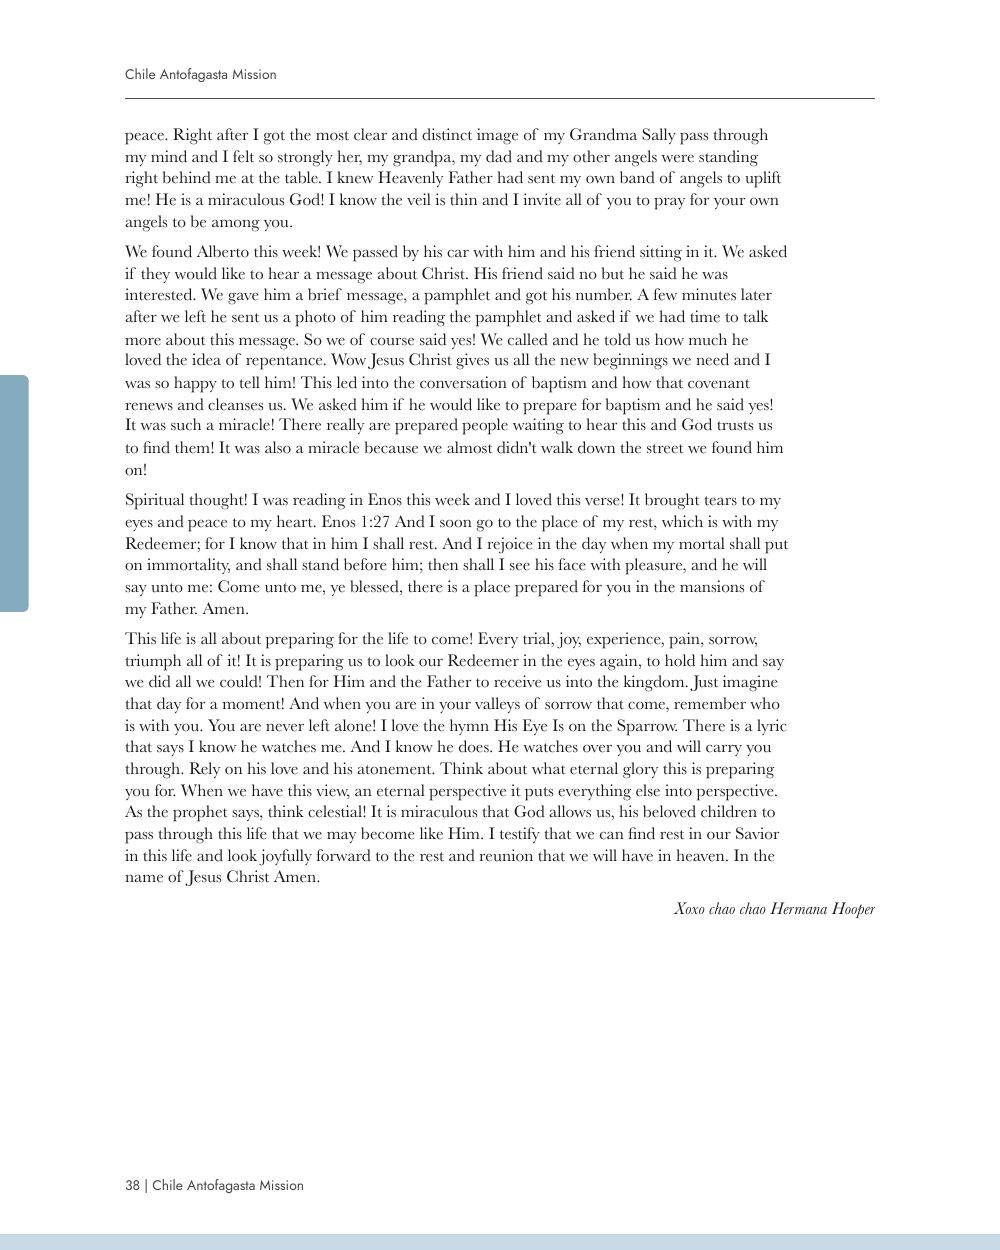 Chile Antofagasta Mission
peace. Right after I got the most clear and distinct image of my Grandma Sally pass through
my mind and I felt so strongly her, my grandpa, my dad and my other angels were standing
right behind me at the table. I knew Heavenly Father had sent my own band of angels to uplift
me! He is a miraculous God! I know the veil is thin and I invite all of you to pray for your own
angels to be among you.
We found Alberto this week! We passed by his car with him and his friend sitting in it. We asked
if they would like to hear a message about Christ. His friend said no but he said he was
interested. We gave him a brief message, a pamphlet and got his number. A few minutes later
after we left he sent us a photo of him reading the pamphlet and asked if we had time to talk
more about this message. So we of course said yes! We called and he told us how much he
loved the idea of repentance. Wow Jesus Christ gives us all the new beginnings we need and I
was so happy to tell him! This led into the conversation of baptism and how that covenant
renews and cleanses us. We asked him if he would like to prepare for baptism and he said yes!
It was such a miracle! There really are prepared people waiting to hear this and God trusts us
to find them! It was also a miracle because we almost didn't walk down the street we found him
on!
Spiritual thought! I was reading in Enos this week and I loved this verse! It brought tears to my
eyes and peace to my heart. Enos 1:27 And I soon go to the place of my rest, which is with my
Redeemer; for I know that in him I shall rest. And I rejoice in the day when my mortal shall put
on immortality, and shall stand before him; then shall I see his face with pleasure, and he will
say unto me: Come unto me, ye blessed, there is a place prepared for you in the mansions of
my Father. Amen.
This life is all about preparing for the life to come! Every trial, joy, experience, pain, sorrow,
triumph all of it! It is preparing us to look our Redeemer in the eyes again, to hold him and say
we did all we could! Then for Him and the Father to receive us into the kingdom. Just imagine
that day for a moment! And when you are in your valleys of sorrow that come, remember who
is with you. You are never left alone! I love the hymn His Eye Is on the Sparrow. There is a lyric
that says I know he watches me. And I know he does. He watches over you and will carry you
through. Rely on his love and his atonement. Think about what eternal glory this is preparing
you for. When we have this view, an eternal perspective it puts everything else into perspective.
As the prophet says, think celestial! It is miraculous that God allows us, his beloved children to
pass through this life that we may become like Him. I testify that we can find rest in our Savior
in this life and look joyfully forward to the rest and reunion that we will have in heaven. In the
name of Jesus Christ Amen.
Xoxo chao chao Hermana Hooper
38 | Chile Antofagasta Mission